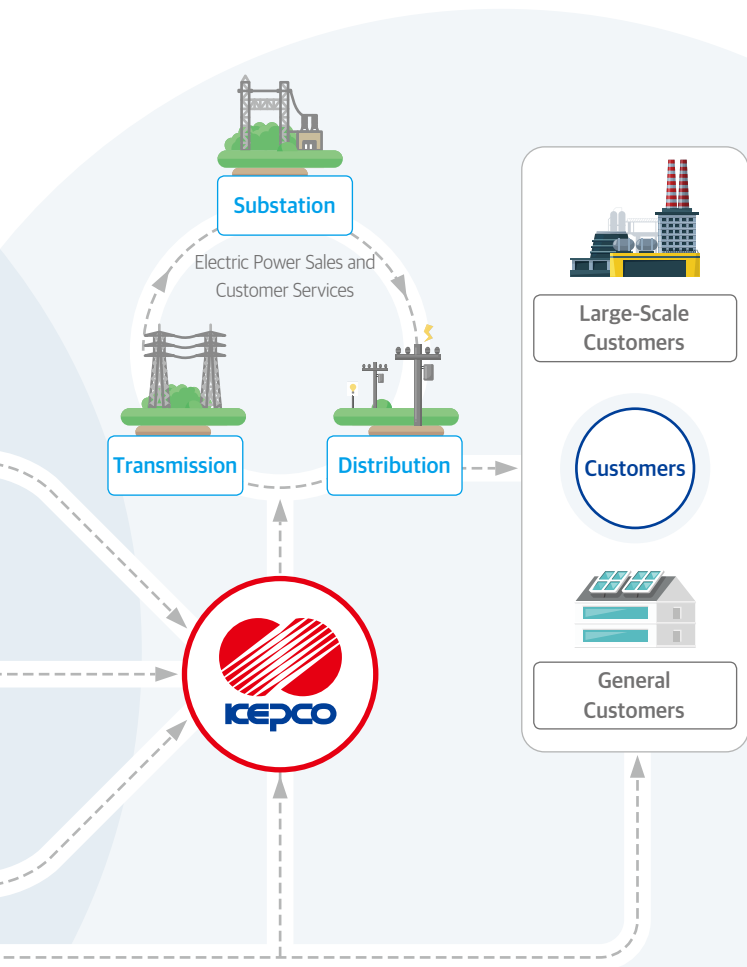 Substation
Electric Power Sales and
Customer Services
Transmission
Distribution
Large-Scale
Customers
Customers
General
Customers
KEPCO